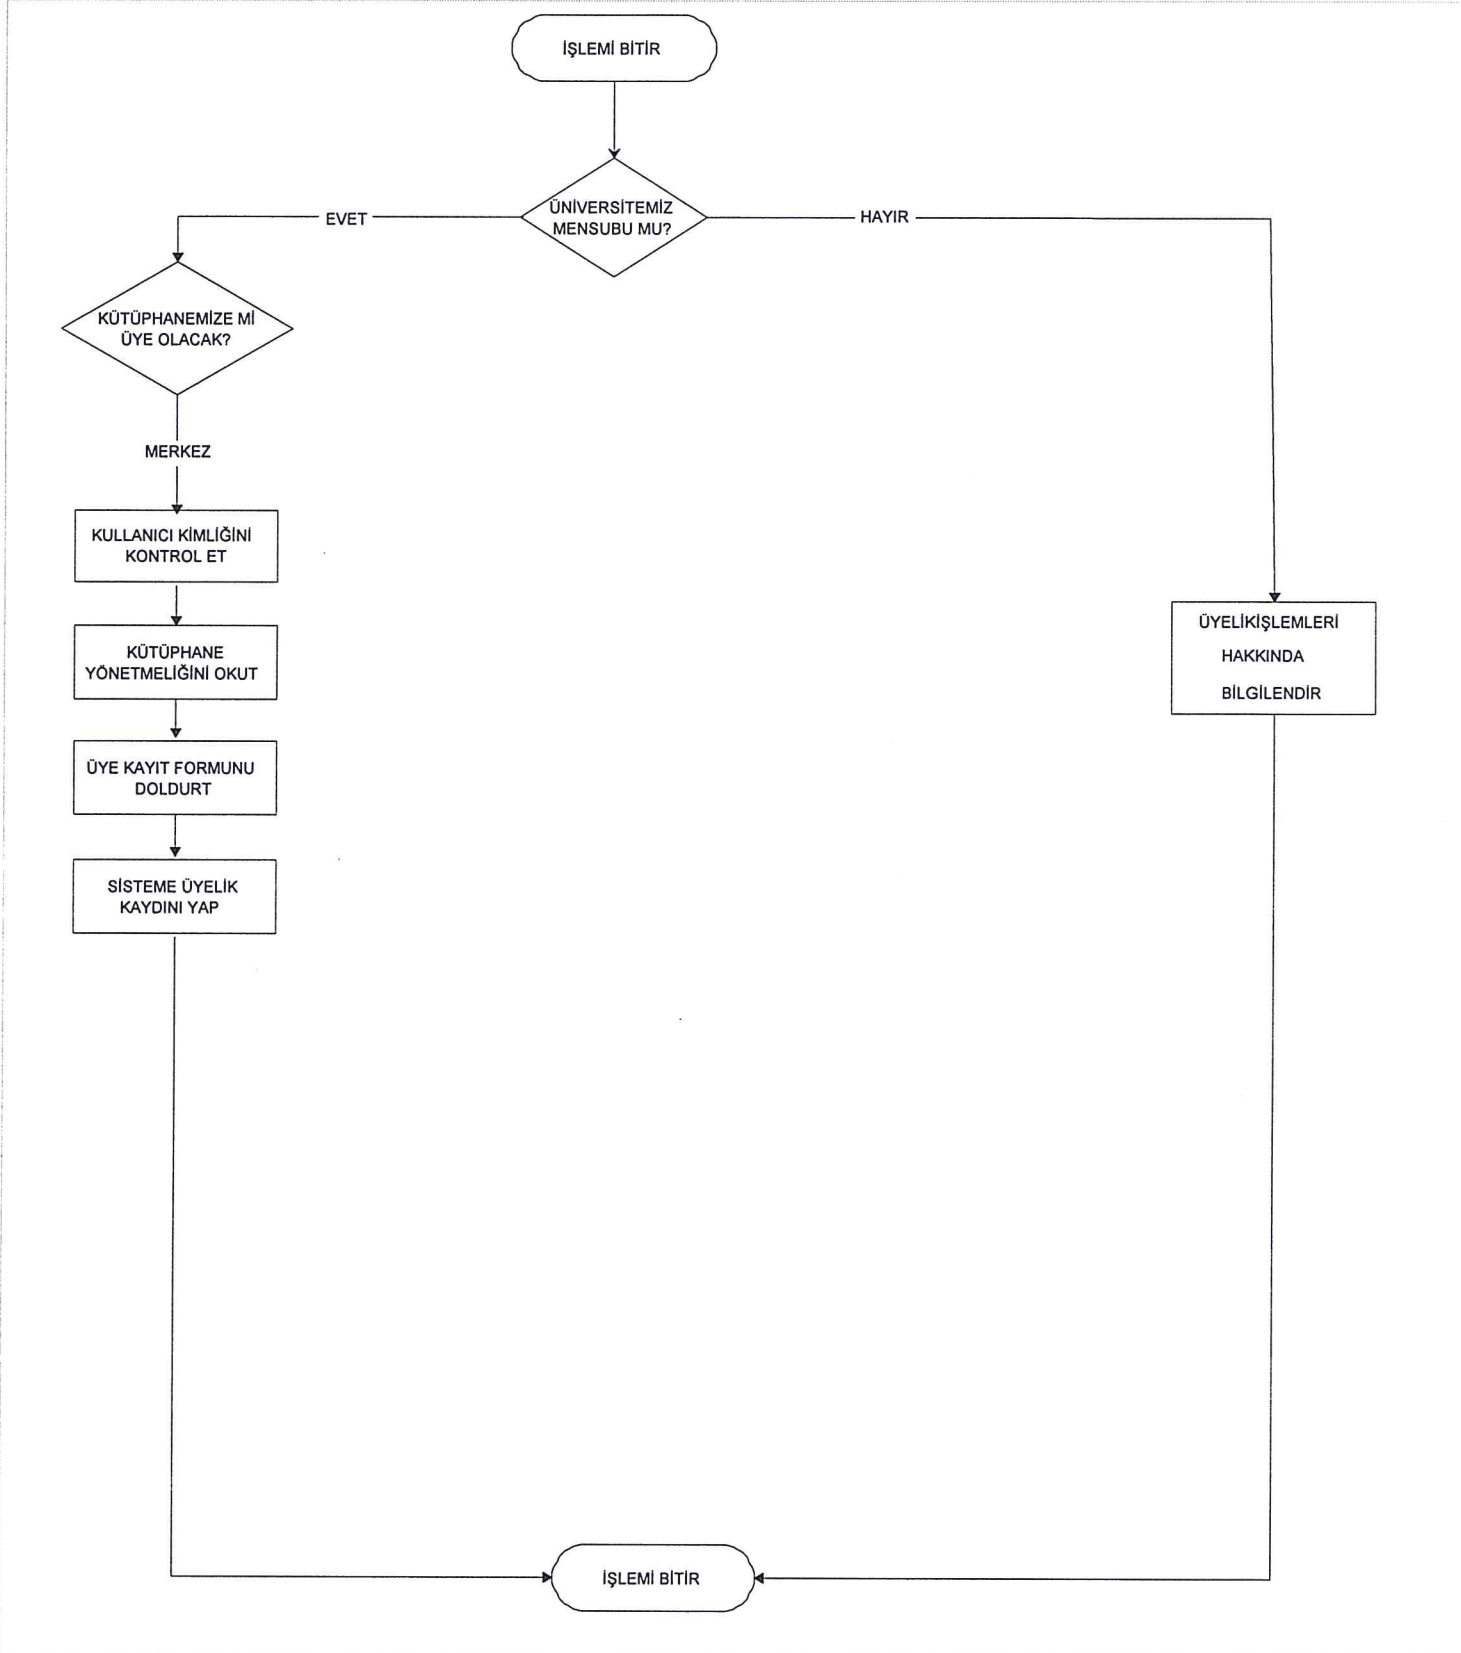 İŞLEMİ BİTİR
ÜNİVERSİTEMİZ
MENSUBU MU?
EVET
HAYIR
KÜTÜPHANEMİZE Mİ
ÜYE OLACAK?
MERKEZ
KULLANICI KİMLİĞİNİ
KONTROL ET
KÜTÜPHANE
YÖNETMELİĞİNİ OKUT
ÜYE KAYIT FORMUNU
DOLDURT
SİSTEME ÜYELİK
KAYDINI YAP
ÜYELİKİŞLEMLERİ
HAKKINDA
BİLGİLENDİR
İŞLEMİ BİTİR